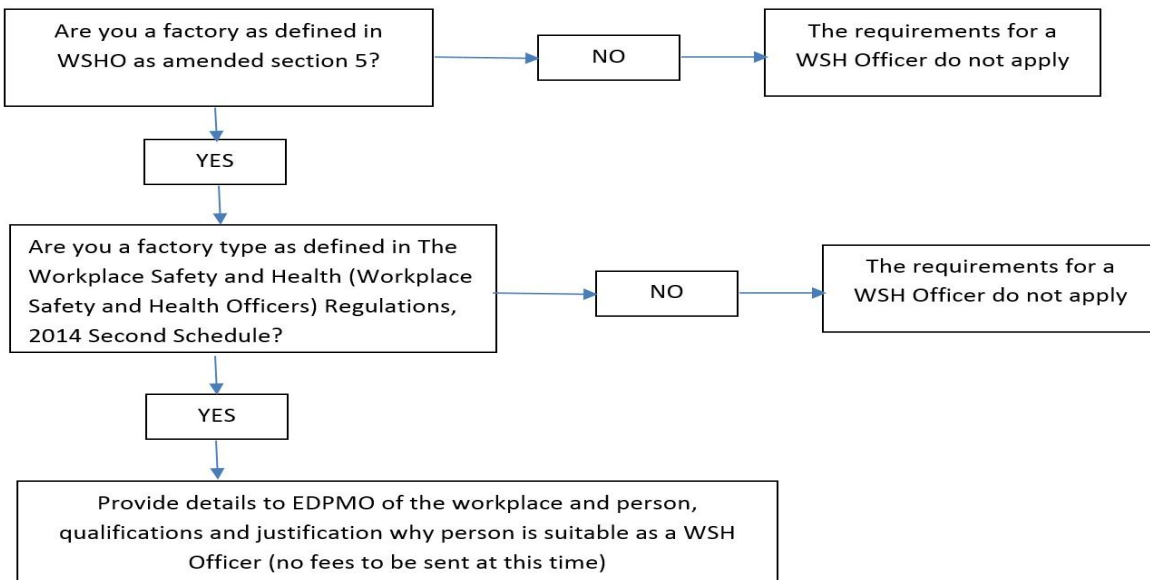 Are you a factory as defined in
WSHO as amended section 5?
NO
The requirements for a
WSH Officer do not apply
YES
Are you a factory type as defined in The
Workplace Safety and Health (Workplace
Safety and Health Officers) Regulations,
2014 Second Schedule?
NO
The requirements for a
WSH Officer do not apply
YES
Provide details to EDPMO of the workplace and person,
qualifications and justification why person is suitable as a WSH
Officer (no fees to be sent at this time)